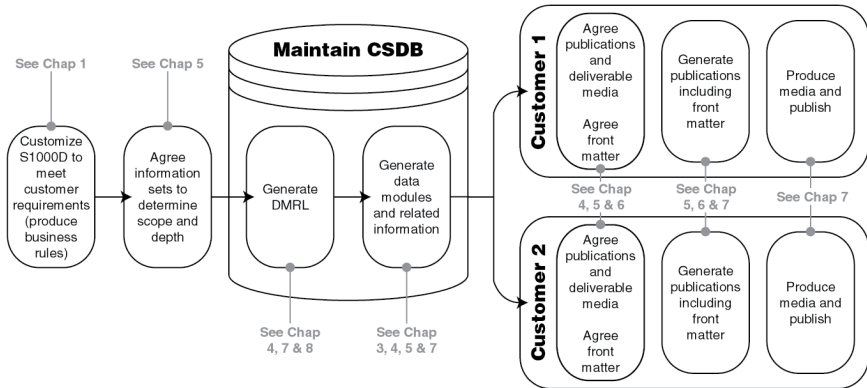 See Chap 1
Customize
S1000D to
meet
customer
requirements
(produce
business
rules)
See Chap 5
Agree
information
sets to
determine
scope and
depth
Maintain CSDB
Generate
DMRL
See Chap
4, 7 & 8
Generate
data
modules
and related
information
See Chap
3, 4, 5 & 7
Customer 1
Agree
publications
and
deliverable
media
Agree
front
matter
Generate
publications
including
front
matter
Produce
media and
publish
See Chap
4, 5 & 6
See Chap
5, 6 & 7
See Chap 7
Customer 2
Agree
publications
and
deliverable
media
Agree
front
matter
Generate
publications
including
front
matter
Produce
media and
publish